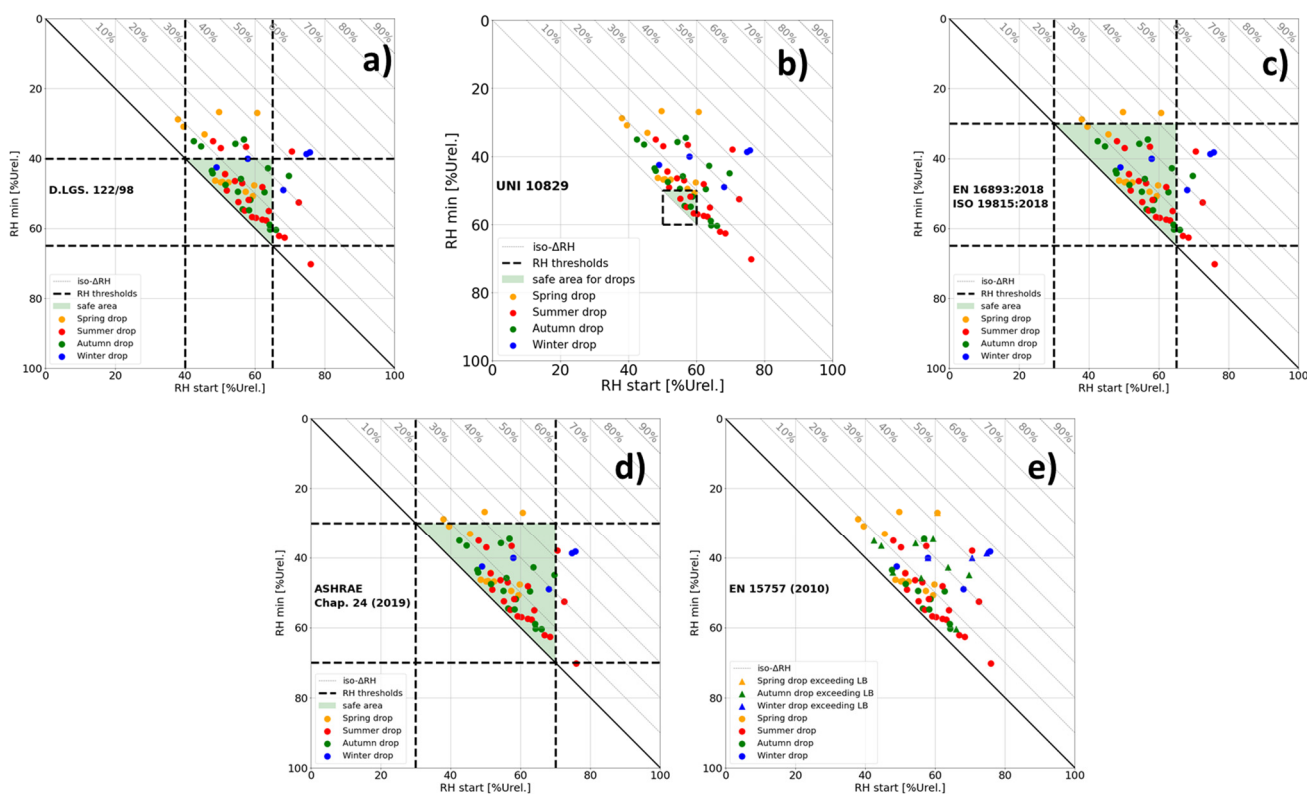 a)
0
20
40
60
80
100
10%
20%
30%
40%
50%
60%
70%
80%
90%
RH min [%Urel.]
D.LGS. 122/98
iso-ΔRH
RH thresholds
safe area
Spring drop
Summer drop
Autumn drop
Winter drop
0
20
40
60
80
100
RH start [%Urel.]
b)
0
20
40
60
80
100
10%
20%
30%
40%
50%
60%
70%
80%
90%
RH min [%Urel.]
UNI 10829
iso-ΔRH
RH thresholds
safe area for drops
Spring drop
Summer drop
Autumn drop
Winter drop
0
20
40
60
80
100
RH start [%Urel.]
c)
0
20
40
60
80
100
10%
20%
30%
40%
50%
60%
70%
80%
90%
RH min [%Urel.]
EN 16893:2018
ISO 19815:2018
iso-ΔRH
RH thresholds
safe area
Spring drop
Summer drop
Autumn drop
Winter drop
0
20
40
60
80
100
RH start [%Urel.]
d)
0
20
40
60
80
100
10%
20%
30%
40%
50%
60%
70%
80%
90%
RH min [%Urel.]
ASHRAE
Chap. 24 (2019)
iso-ΔRH
RH thresholds
safe area
Spring drop
Summer drop
Autumn drop
Winter drop
0
20
40
60
80
100
RH start [%Urel.]
e)
0
20
40
60
80
100
10%
20%
30%
40%
50%
60%
70%
80%
90%
RH min [%Urel.]
EN 15757 (2010)
iso-ΔRH
Spring drop exceeding LB
Autumn drop exceeding LB
Winter drop exceeding LB
Spring drop
Summer drop
Autumn drop
Winter drop
0
20
40
60
80
100
RH start [%Urel.]